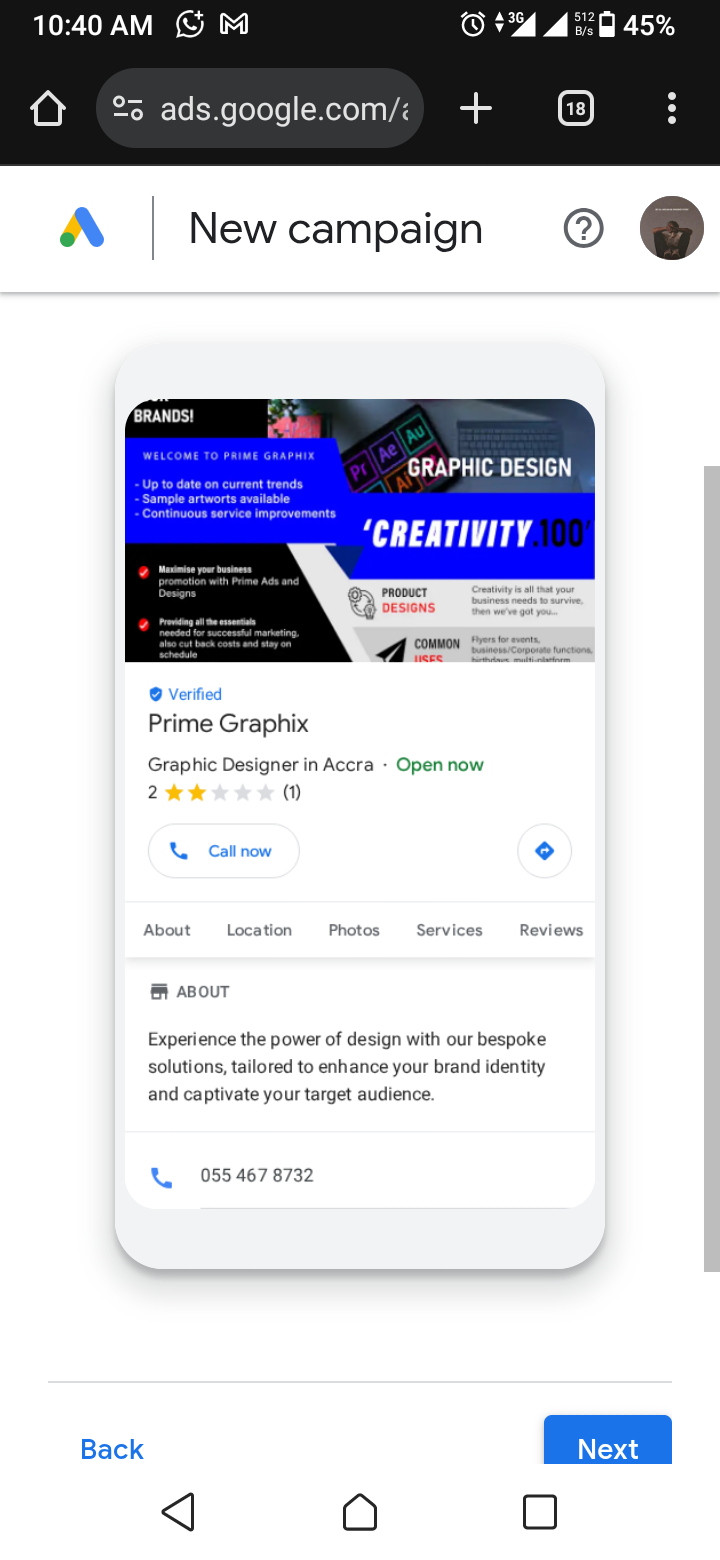 10:40 AM
3G
512
B/s
45%
ads.google.com/a
18
New campaign
BRANDS!
WELCOME TO PRIME GRAPHIX
- Up to date on current trends
- Sample artworts available
- Continuous service improvements
Pr Ae Au
Ai
GRAPHIC DESIGN
'CREATIVITY.100'
Maximise your business
promotion with Prime Ads and
Designs
Providing all the essentials
needed for successful marketing,
also cut back costs and stay on
schedule
PRODUCT
DESIGNS
Creativity is all that your
business needs to survive,
then we've got you...
COMMON
USES
Flyers for events,
business/Corporate functions,
birthdays, multi-platform
Verified
Prime Graphix
Graphic Designer in Accra · Open now
2 (1)
Call now
About Location Photos Services Reviews
ABOUT
Experience the power of design with our bespoke
solutions, tailored to enhance your brand identity
and captivate your target audience.
055 467 8732
Back
Next